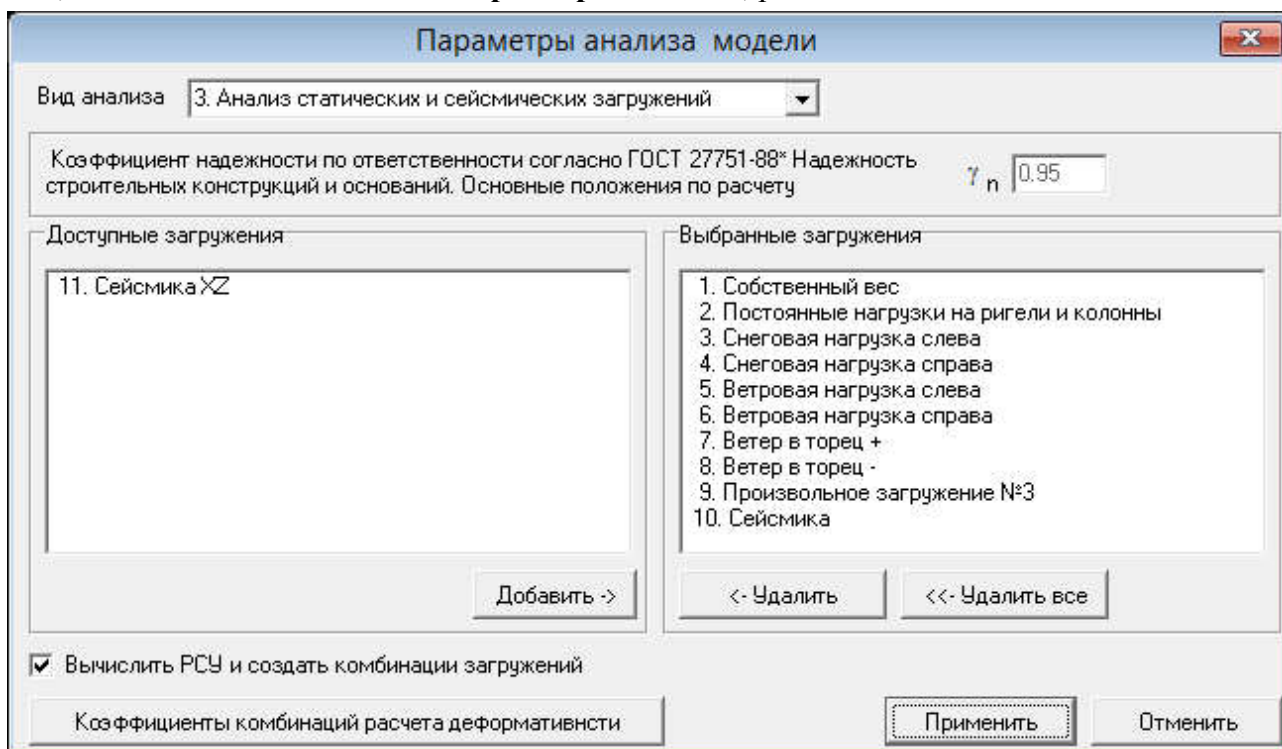 Параметры анализа модели
Вид анализа 3. Анализ статических и сейсмических загружений
Коэффициент надежности по ответственности согласно ГОСТ 27751-88* Надежность
строительных конструкций и оснований. Основные положения по расчету
γ n 0.95
Доступные загружения
11. Сейсмика XZ
Добавить ->
Выбранные загружения
1. Собственный вес
2. Постоянные нагрузки на ригели и колонны
3. Снеговая нагрузка слева
4. Снеговая нагрузка справа
5. Ветровая нагрузка слева
6. Ветровая нагрузка справа
7. Ветер в торец +
8. Ветер в торец -
9. Произвольное загружение №3
10. Сейсмика
<- Удалить <<- Удалить все
Вычислить РСУ и создать комбинации загружений
Коэффициенты комбинаций расчета деформативнсти Применить Отменить